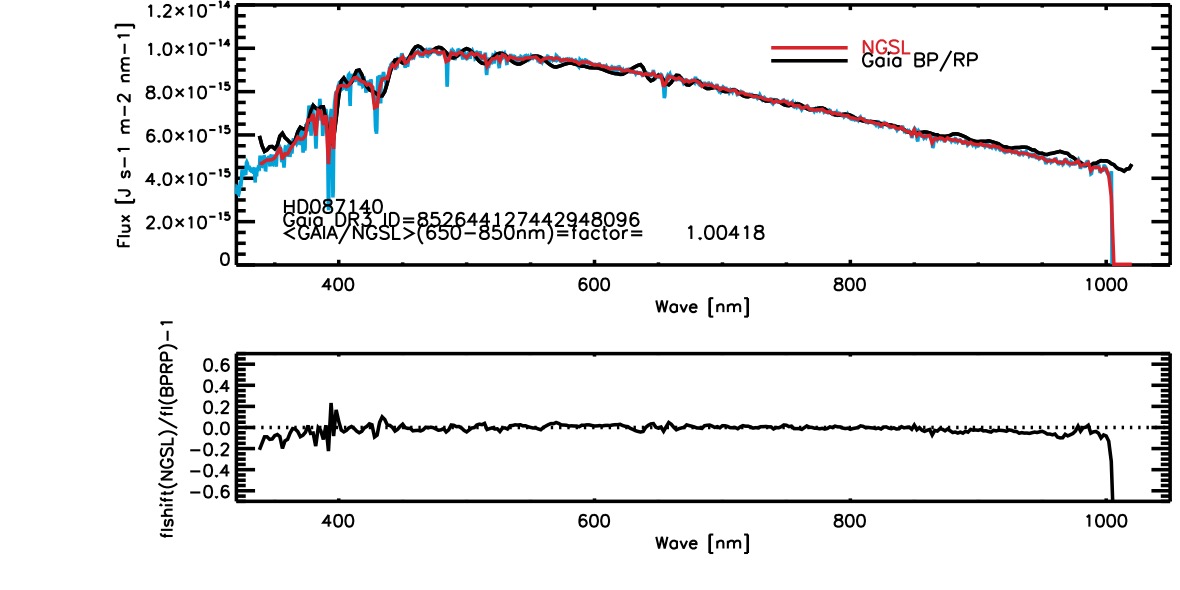 1.2×10⁻¹⁴
1.0×10⁻¹⁴
8.0×10⁻¹⁵
6.0×10⁻¹⁵
4.0×10⁻¹⁵
2.0×10⁻¹⁵
0
Flux [J s−1 m−2 nm−1]
NGSL
Gaia BP/RP
HD087140
Gaia DR3 ID=852644127442948096
<GAIA/NGSL>(650−850nm)=factor= 1.00418
400 600 800 1000
Wave [nm]
0.6
0.4
0.2
0.0
−0.2
−0.4
−0.6
flshift(NGSL)/fl(BPRP)−1
400 600 800 1000
Wave [nm]